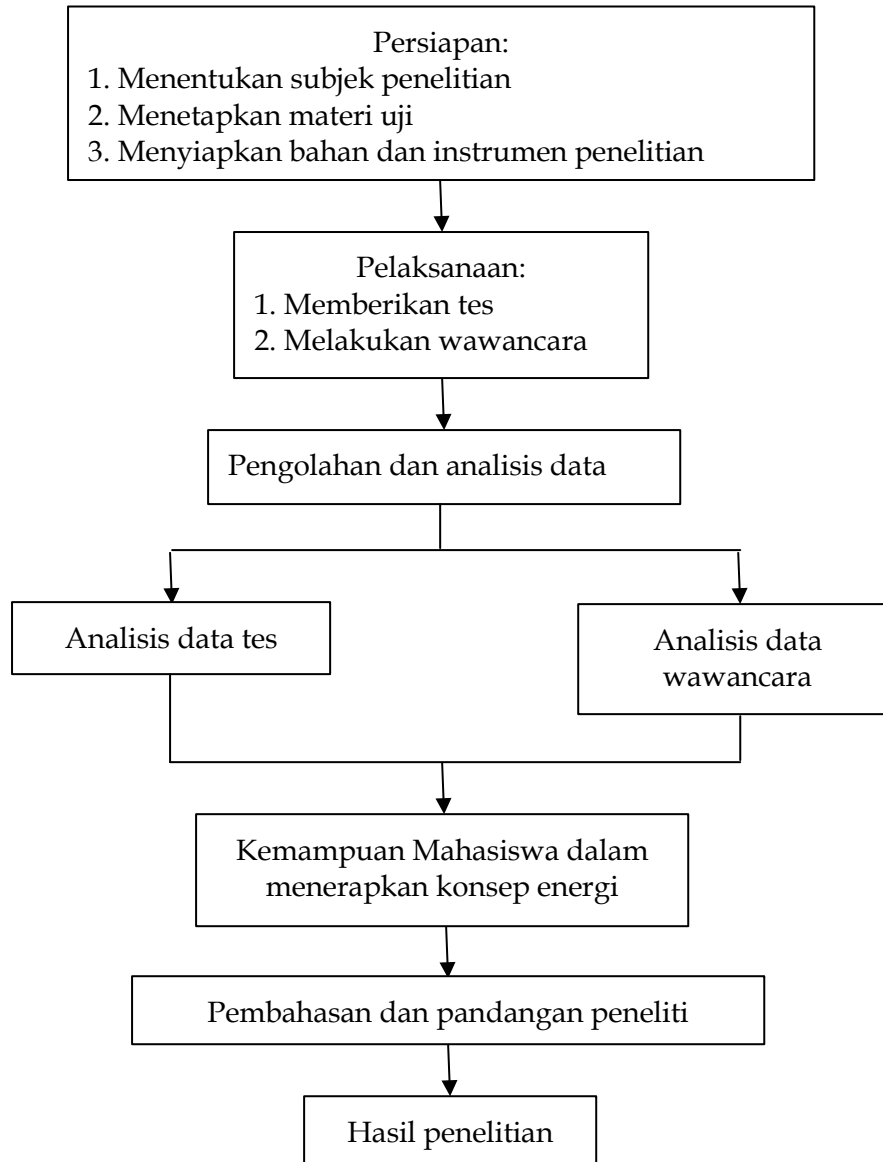 Persiapan:
1. Menentukan subjek penelitian
2. Menetapkan materi uji
3. Menyiapkan bahan dan instrumen penelitian
Pelaksanaan:
1. Memberikan tes
2. Melakukan wawancara
Pengolahan dan analisis data
Analisis data tes
Analisis data
wawancara
Kemampuan Mahasiswa dalam
menerapkan konsep energi
Pembahasan dan pandangan peneliti
Hasil penelitian